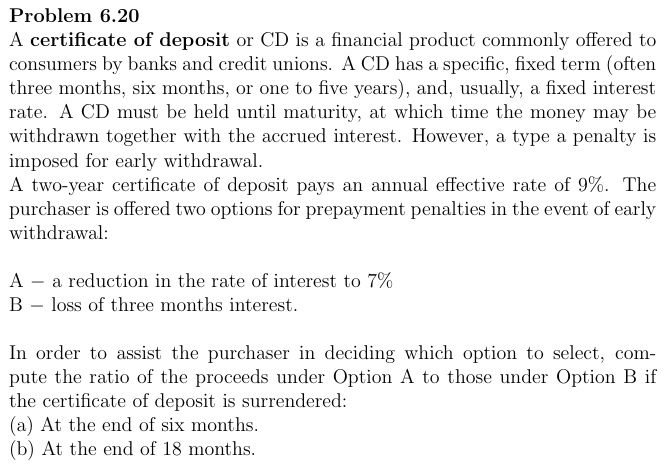 Problem 6.20
A certificate of deposit or CD is a financial product commonly offered to
consumers by banks and credit unions. A CD has a specific, fixed term (often
three months, six months, or one to five years), and, usually, a fixed interest
rate. A CD must be held until maturity, at which time the money may be
withdrawn together with the accrued interest. However, a type a penalty is
imposed for early withdrawal.
A two-year certificate of deposit pays an annual effective rate of 9%. The
purchaser is offered two options for prepayment penalties in the event of early
withdrawal:
A – a reduction in the rate of interest to 7%
B – loss of three months interest.
In order to assist the purchaser in deciding which option to select, com-
pute the ratio of the proceeds under Option A to those under Option B if
the certificate of deposit is surrendered:
(a) At the end of six months.
(b) At the end of 18 months.